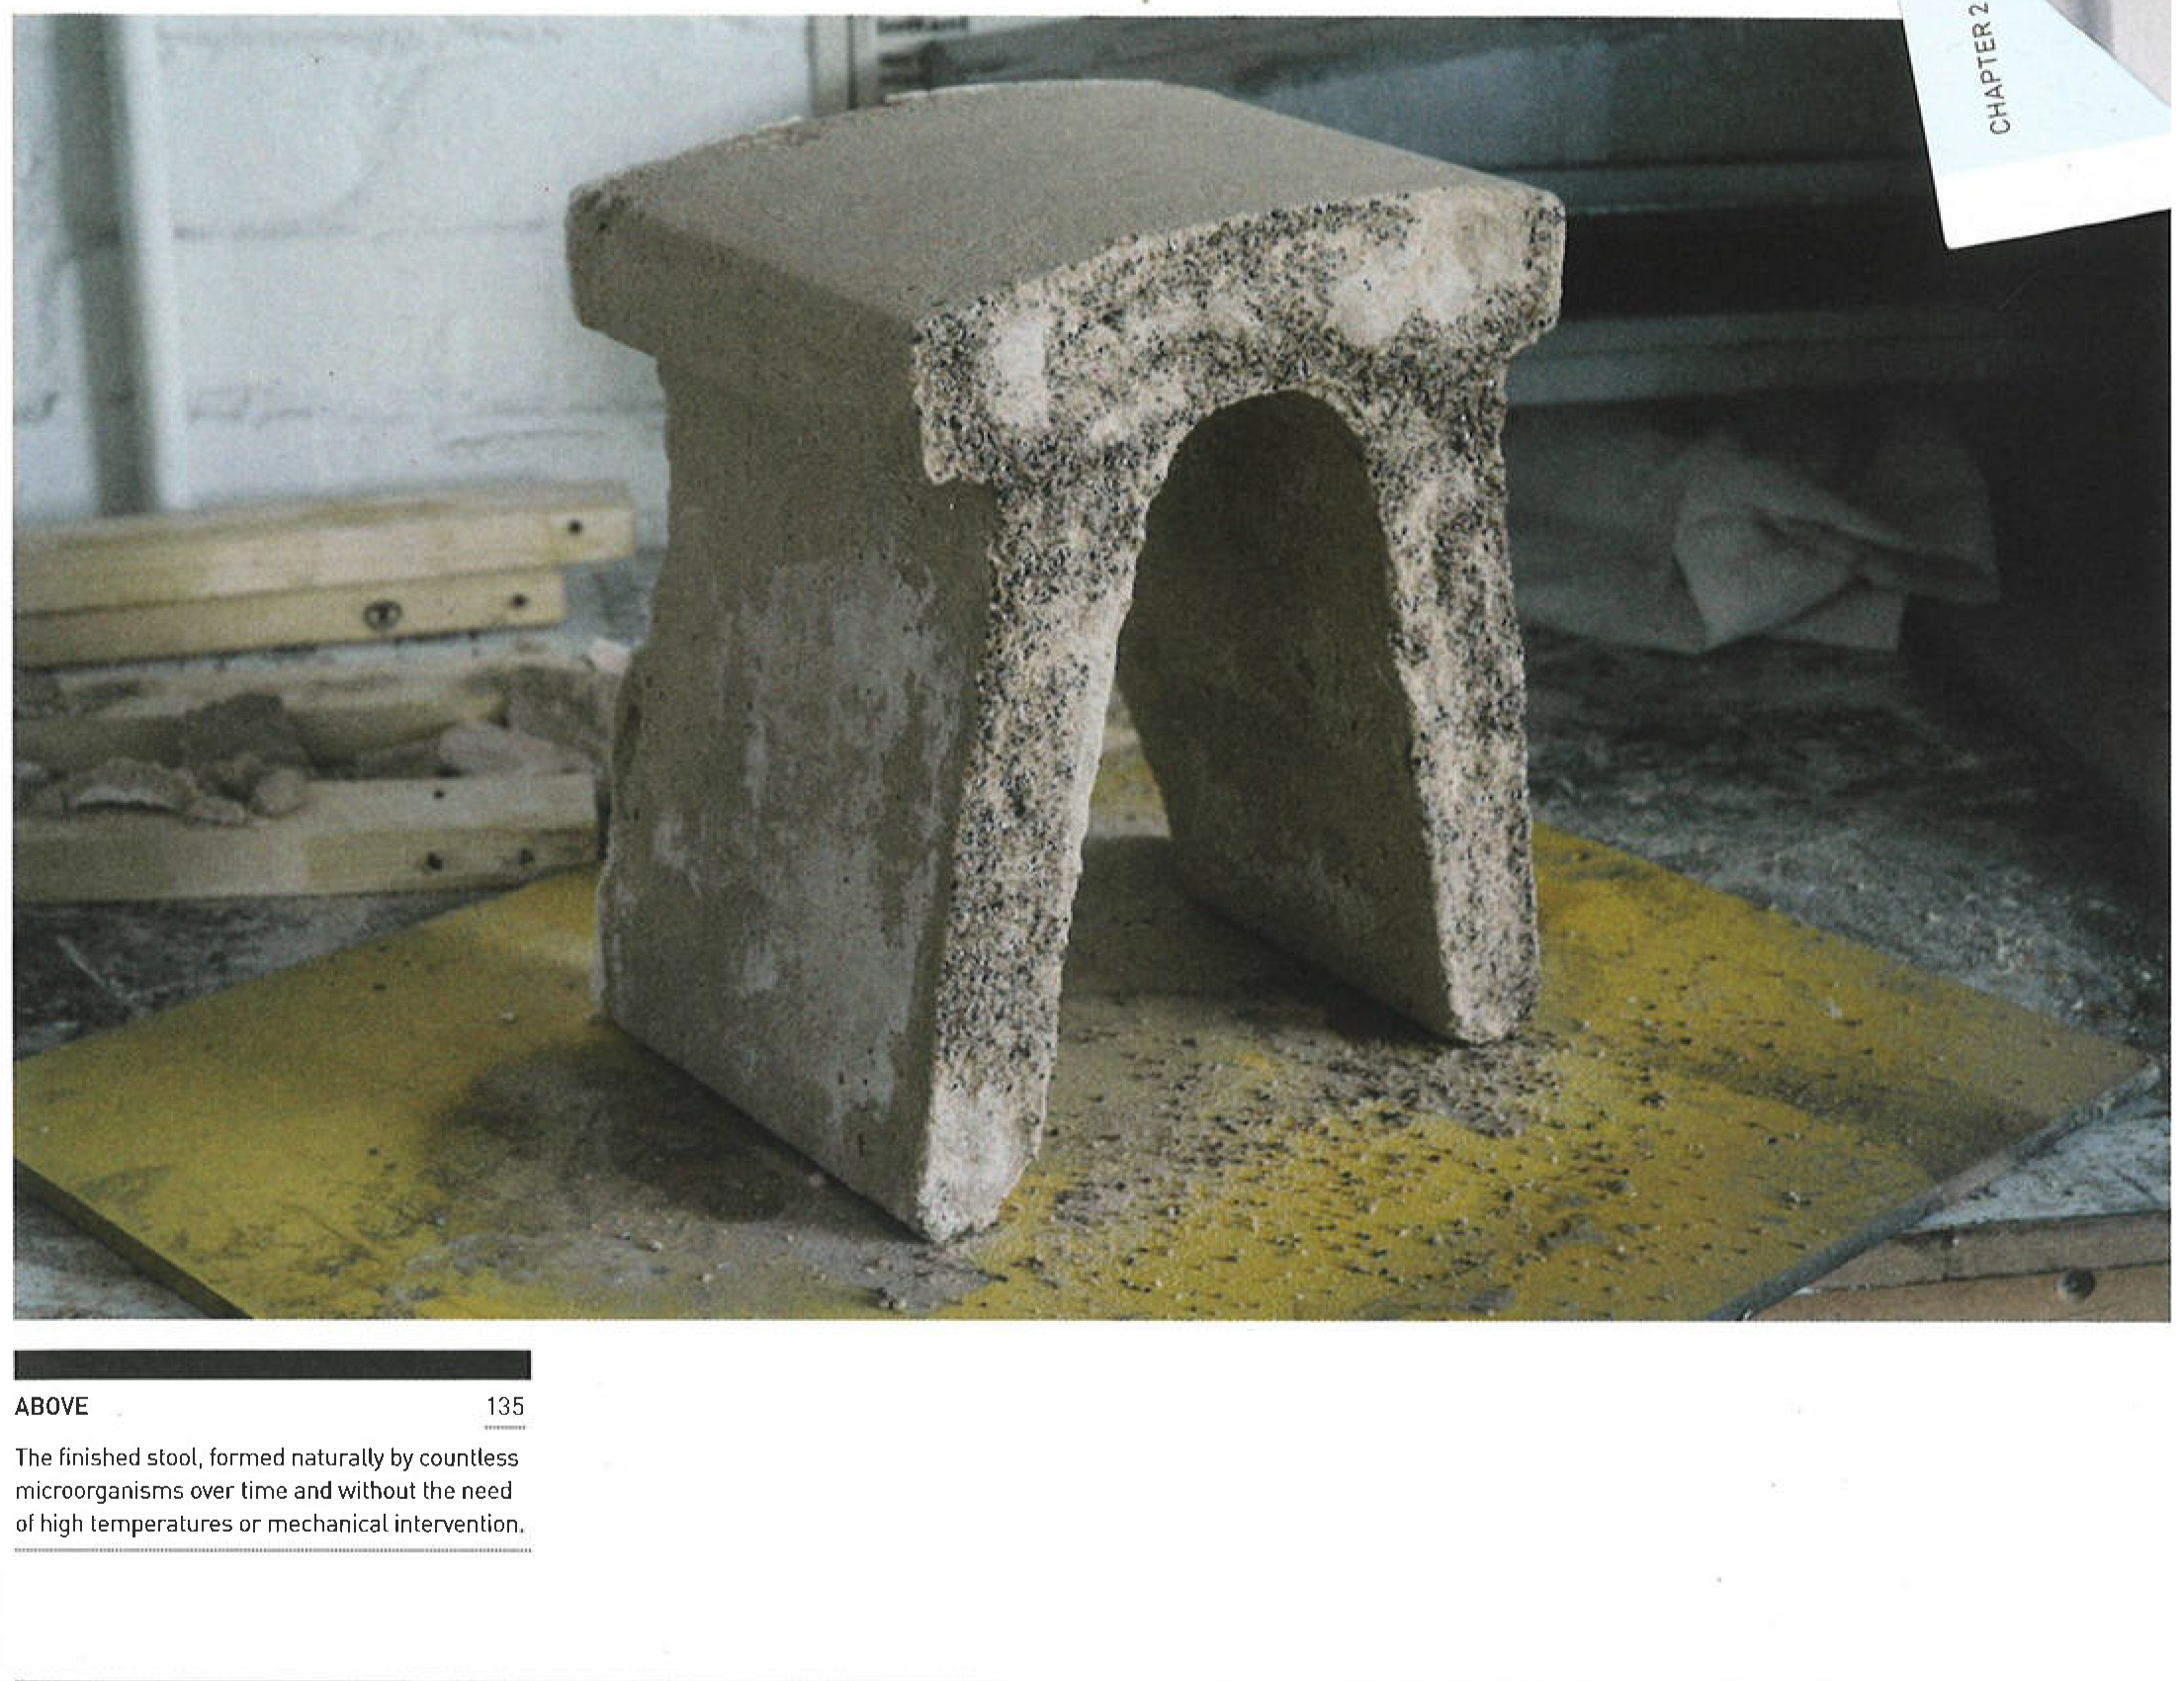 CHAPTER 2
ABOVE 135
The finished stool, formed naturally by countless
microorganisms over time and without the need
of high temperatures or mechanical intervention.